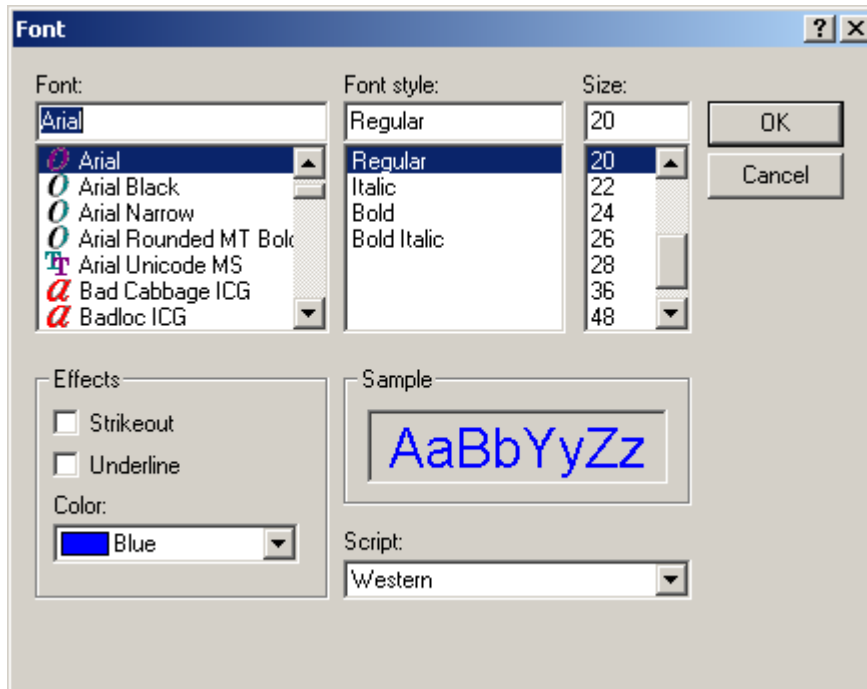 Font
Font:
Arial
Arial
Arial Black
Arial Narrow
Arial Rounded MT Bold
Arial Unicode MS
Bad Cabbage ICG
Badloc ICG
Font style:
Regular
Regular
Italic
Bold
Bold Italic
Size:
20
20
22
24
26
28
36
48
OK
Cancel
Effects
Strikeout
Underline
Color:
Blue
Sample
AaBbYyZz
Script:
Western